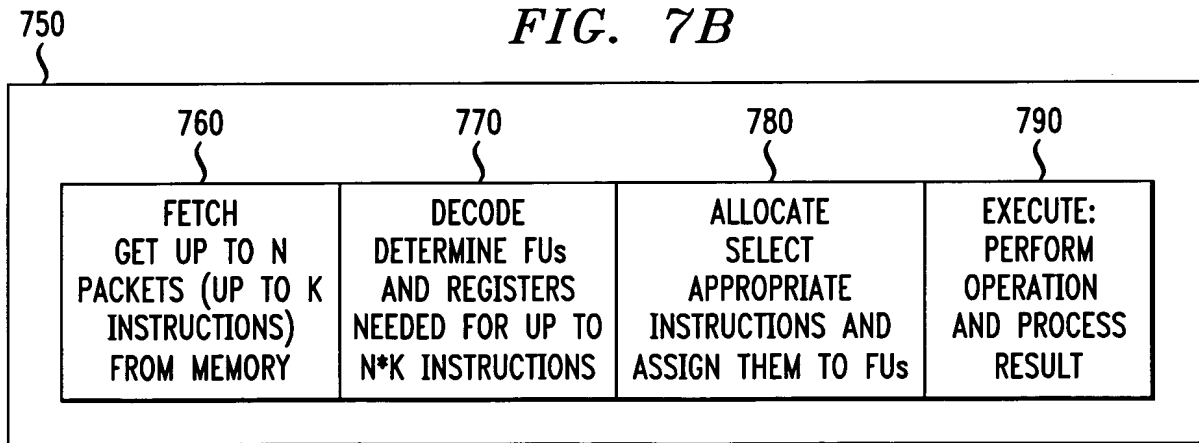 FIG. 7B
750
760
770
780
790
FETCH
GET UP TO N
PACKETS (UP TO K
INSTRUCTIONS)
FROM MEMORY
DECODE
DETERMINE FUs
AND REGISTERS
NEEDED FOR UP TO
N*K INSTRUCTIONS
ALLOCATE
SELECT
APPROPRIATE
INSTRUCTIONS AND
ASSIGN THEM TO FUs
EXECUTE:
PERFORM
OPERATION
AND PROCESS
RESULT